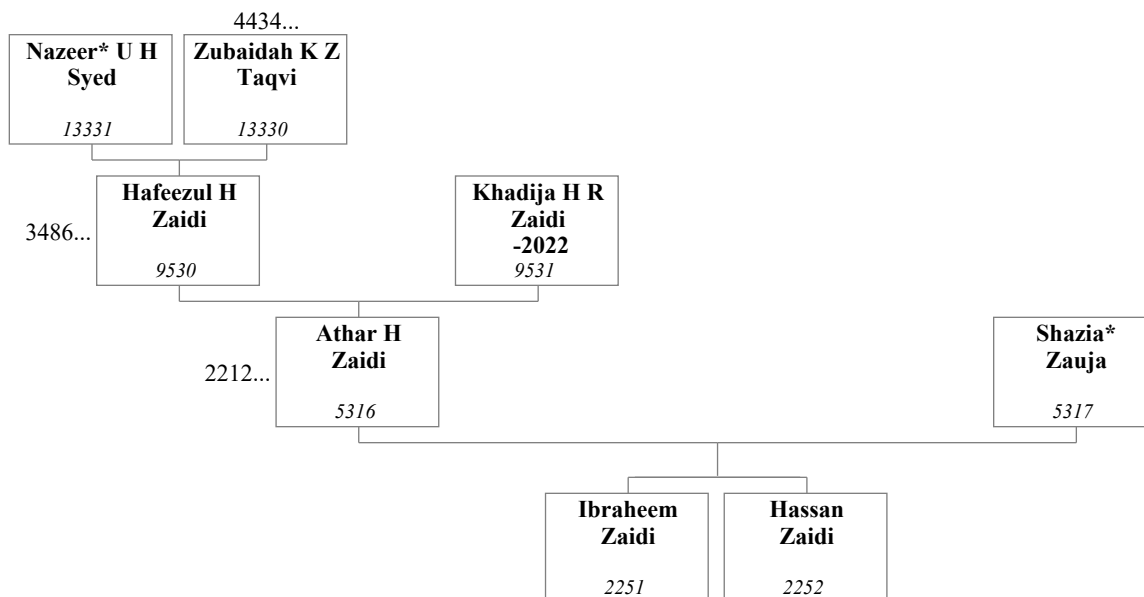 4434...
Nazeer* U H
Syed
13331
Zubaidah K Z
Taqvi
13330
3486...
Hafeezul H
Zaidi
9530
Khadija H R
Zaidi
-2022
9531
2212...
Athar H
Zaidi
5316
Shazia*
Zauja
5317
Ibraheem
Zaidi
2251
Hassan
Zaidi
2252